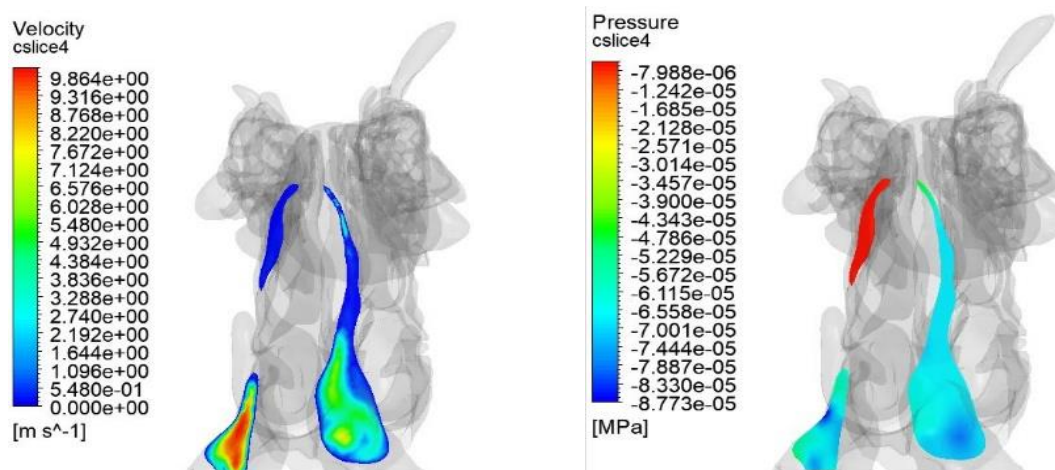 Velocity
cslice4
9.864e+00
9.316e+00
8.768e+00
8.220e+00
7.672e+00
7.124e+00
6.576e+00
6.028e+00
5.480e+00
4.932e+00
4.384e+00
3.836e+00
3.288e+00
2.740e+00
2.192e+00
1.644e+00
1.096e+00
5.480e-01
0.000e+00
[m s^-1]
Pressure
cslice4
-7.988e-06
-1.242e-05
-1.685e-05
-2.128e-05
-2.571e-05
-3.014e-05
-3.457e-05
-3.900e-05
-4.343e-05
-4.786e-05
-5.229e-05
-5.672e-05
-6.115e-05
-6.558e-05
-7.001e-05
-7.444e-05
-7.887e-05
-8.330e-05
-8.773e-05
[MPa]